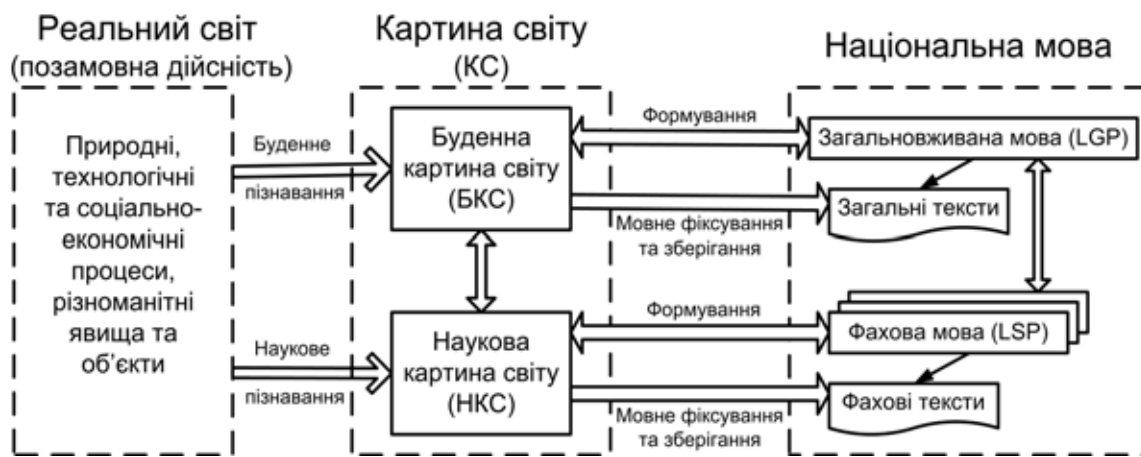 Реальний світ
(позамовна дійсність)
Природні,
технологічні
та соціально-
економічні
процеси,
різноманітні
явища та
об’єкти
Буденне
пізнавання
Наукове
пізнавання
Картина світу
(КС)
Буденна
картина світу
(БКС)
Наукова
картина світу
(НКС)
Формування
Мовне фіксування
та зберігання
Формування
Мовне фіксування
та зберігання
Національна мова
Загальновживана мова (LGP)
Загальні тексти
Фахова мова (LSP)
Фахові тексти